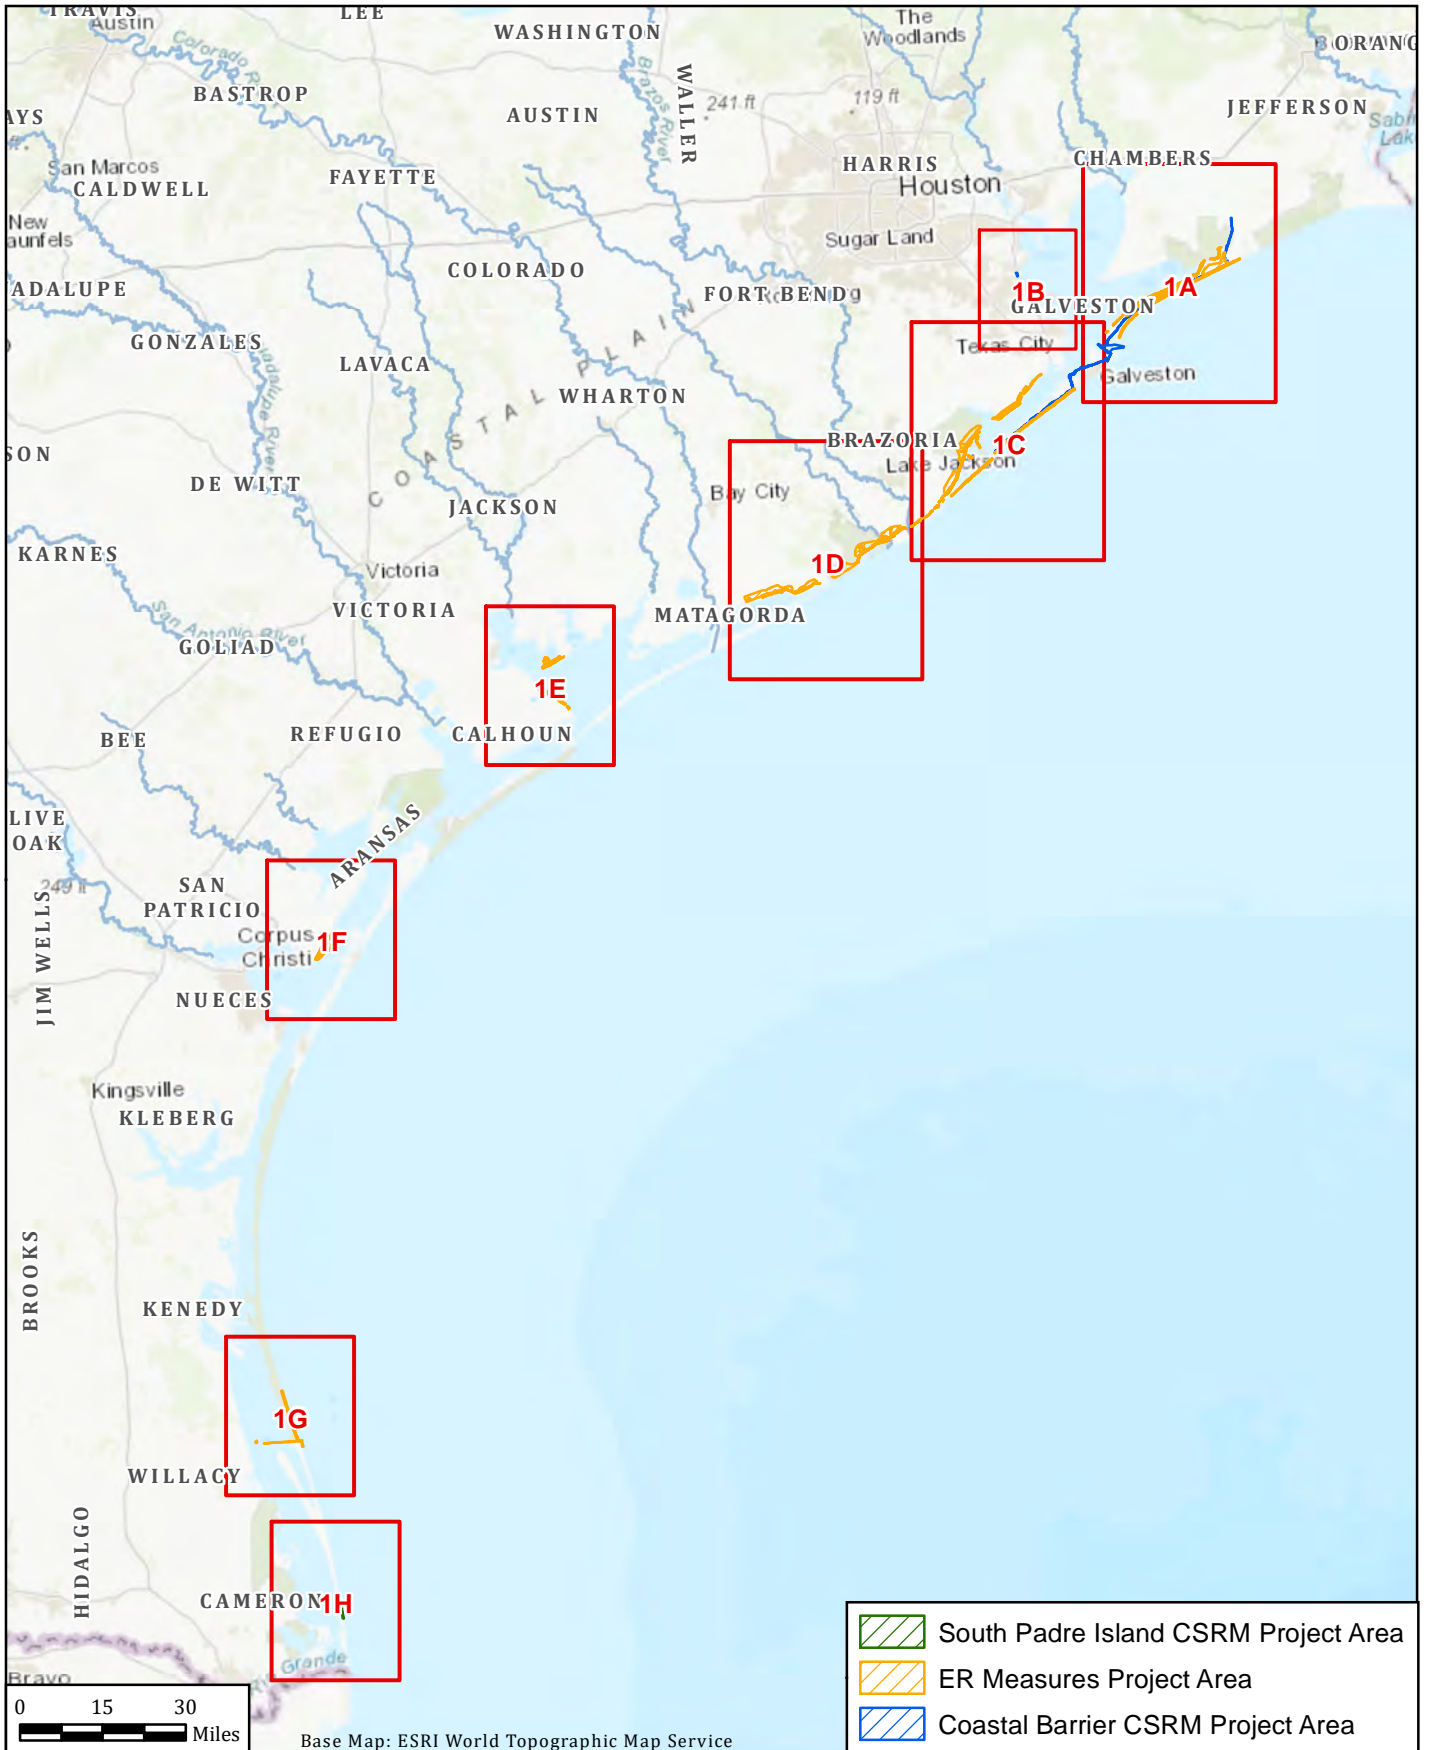 TRAVIS
Austin
LEE
WASHINGTON
The
Woodlands
ORANG
Colorado
BASTROP
Brazos River
WALLER
241 ft
119 ft
JEFFERSON
AYS
AUSTIN
Sabi
Lak
San Marcos
CALDWELL
FAYETTE
HARRIS
Houston
CHAMBERS
New
aunfels
Sugar Land
COLORADO
ADALUPE
FORT BEND
1B
1A
GALVESTON
GONZALES
LAVACA
Texas City
Galveston
COASTAL PLAIN
WHARTON
SON
DE WITT
BRAZORIA
1C
Lake Jackson
Bay City
JACKSON
KARNES
Victoria
1D
VICTORIA
MATAGORDA
San Antonio River
GOLIAD
1E
BEE
REFUGIO
CALHOUN
LIVE
OAK
ARANSAS
249 ft
SAN
PATRICIO
JIM WELLS
Corpus
Christi
1F
NUECES
Kingsville
KLEBERG
BROOKS
KENEDY
1G
WILLACY
HIDALGO
CAMERON
1H
Grande
Bravo
South Padre Island CSRM Project Area
ER Measures Project Area
Coastal Barrier CSRM Project Area
0 15 30
Miles
Base Map: ESRI World Topographic Map Service